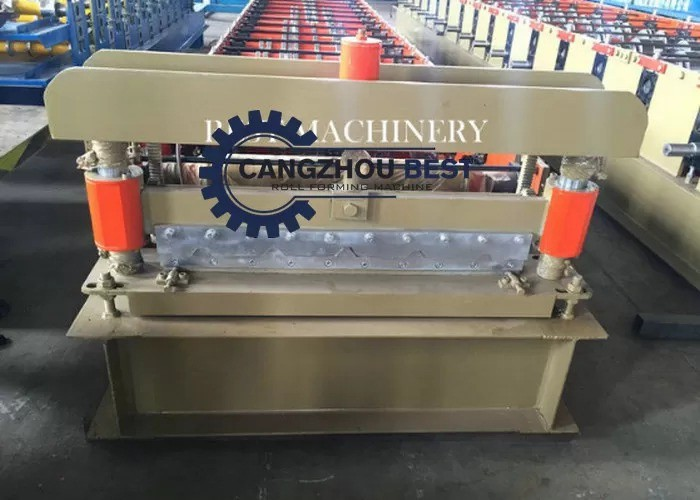 MACHINERY
CANGZHOU BEST
ROLL FORMING MACHINE